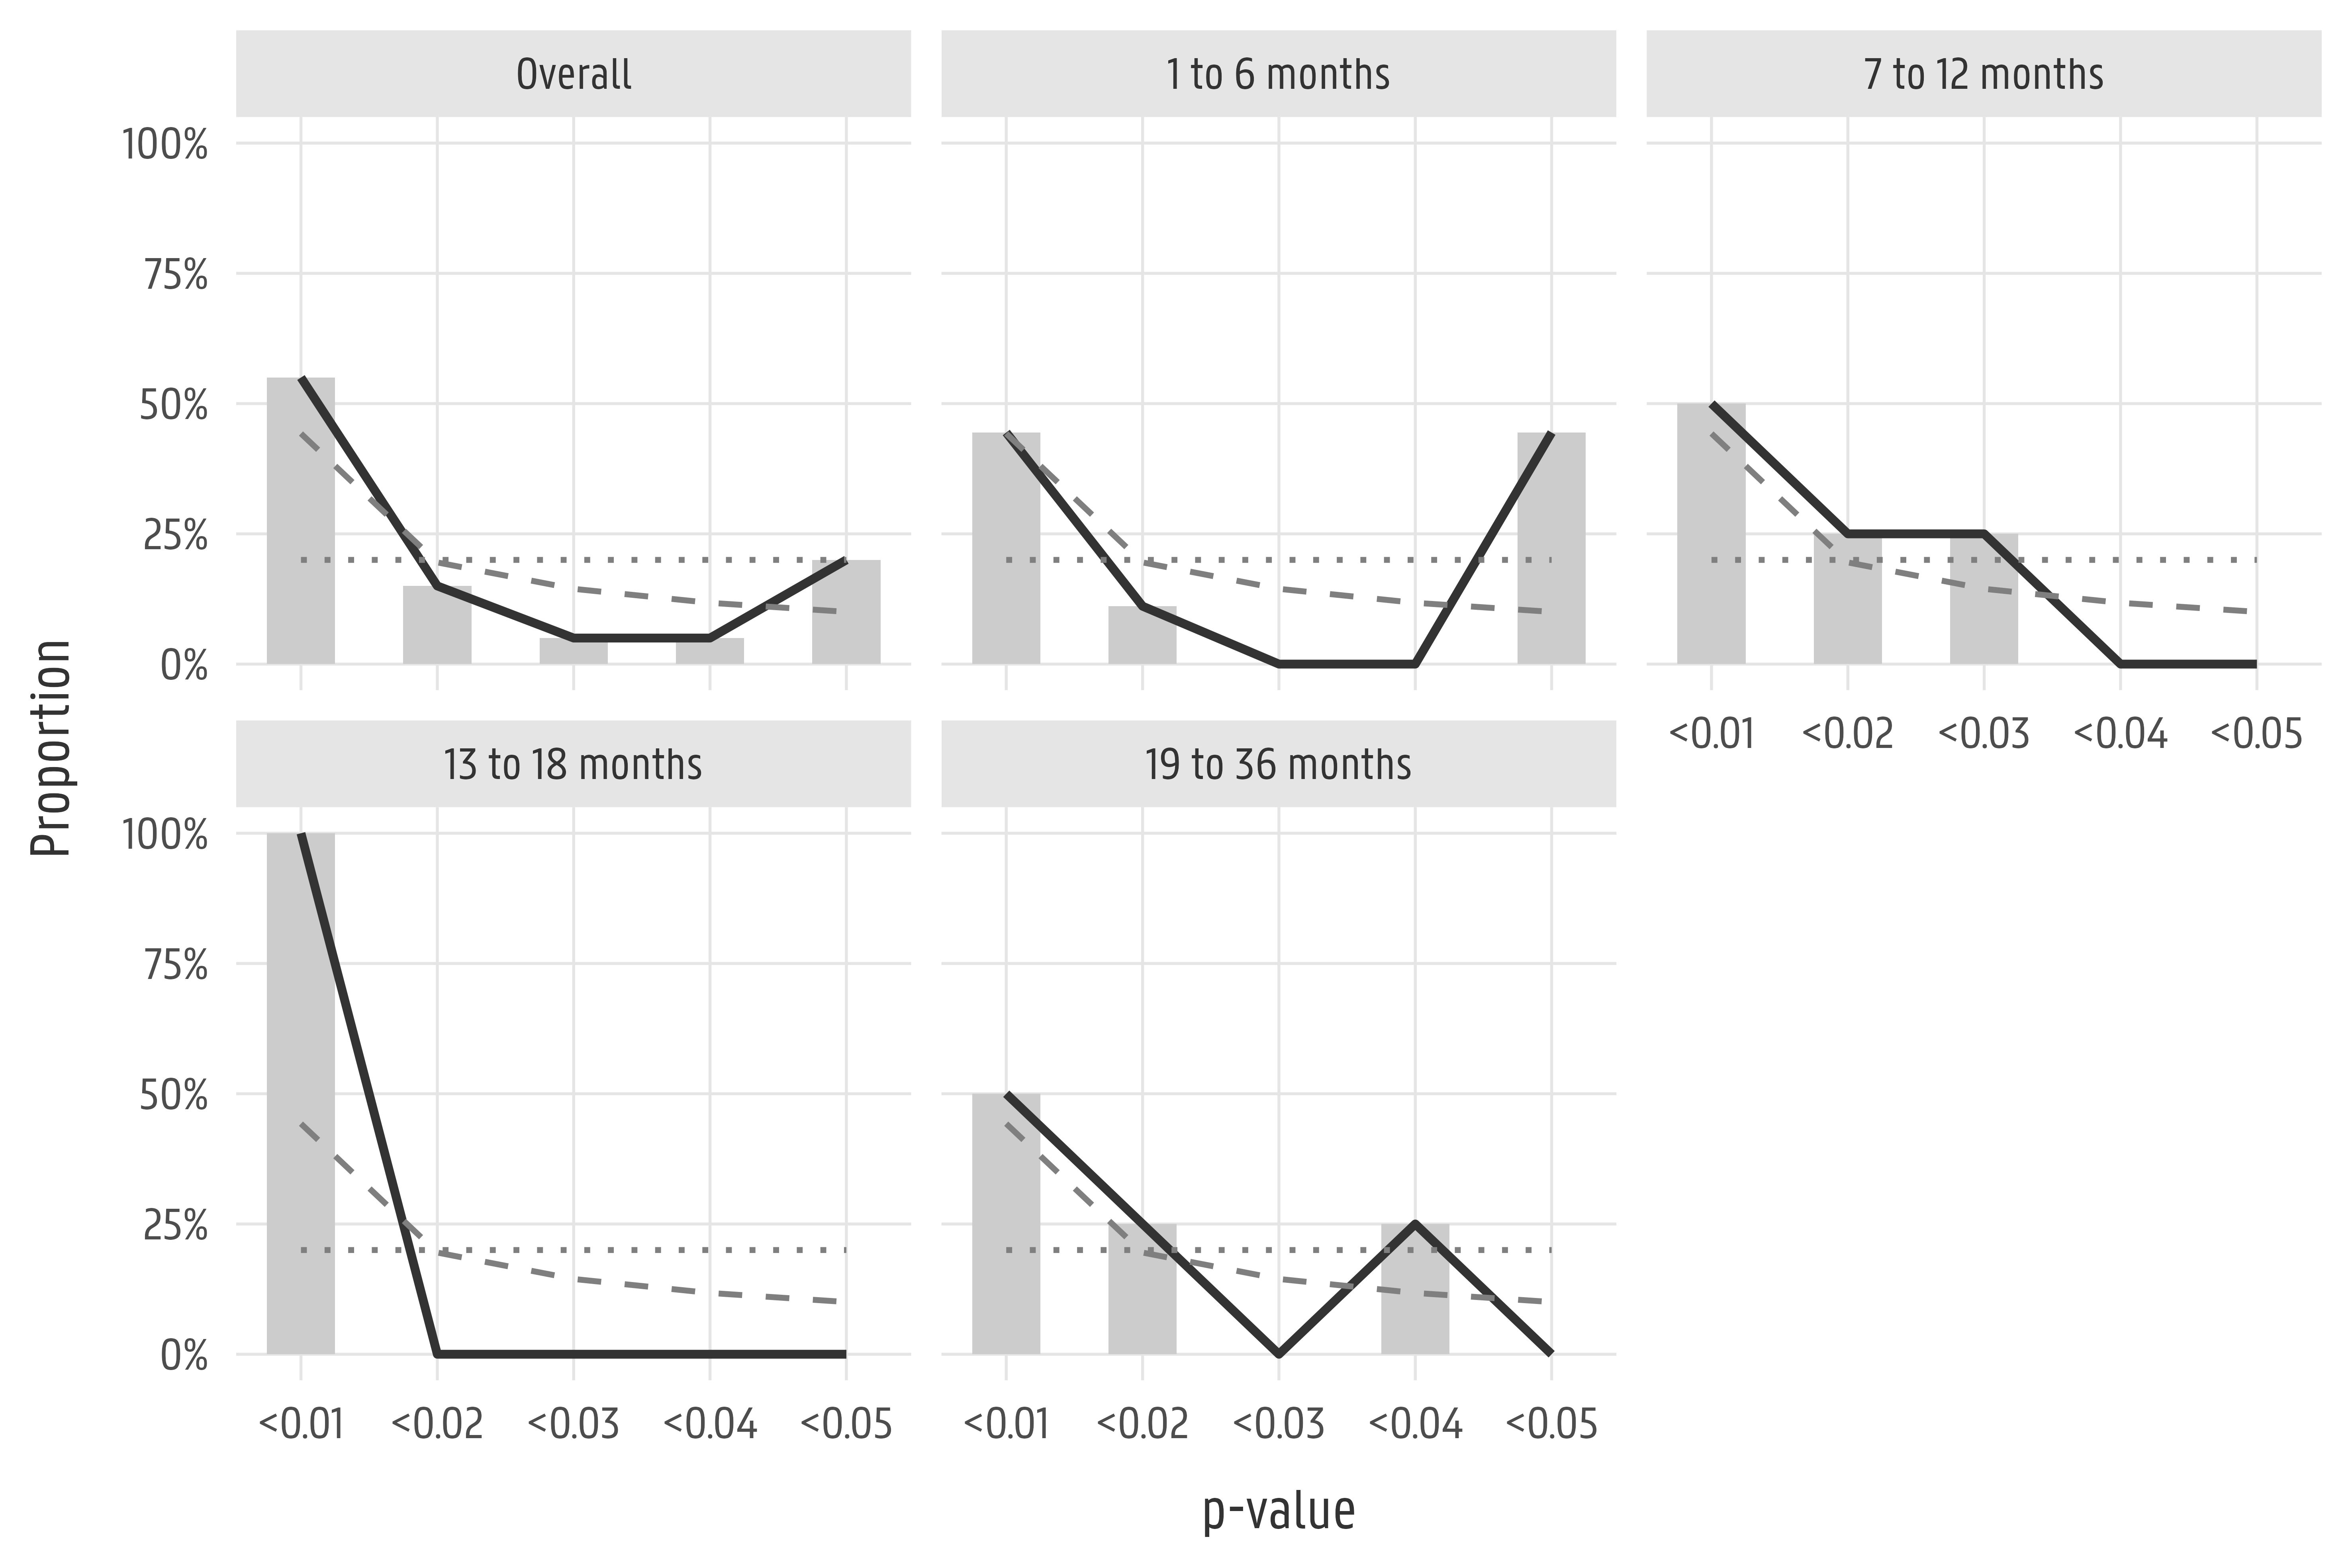 Overall
1 to 6 months
7 to 12 months
100%
75%
50%
25%
0%
<0.01 <0.02 <0.03 <0.04 <0.05
Proportion
13 to 18 months
19 to 36 months
100%
75%
50%
25%
0%
<0.01 <0.02 <0.03 <0.04 <0.05
<0.01 <0.02 <0.03 <0.04 <0.05
p-value